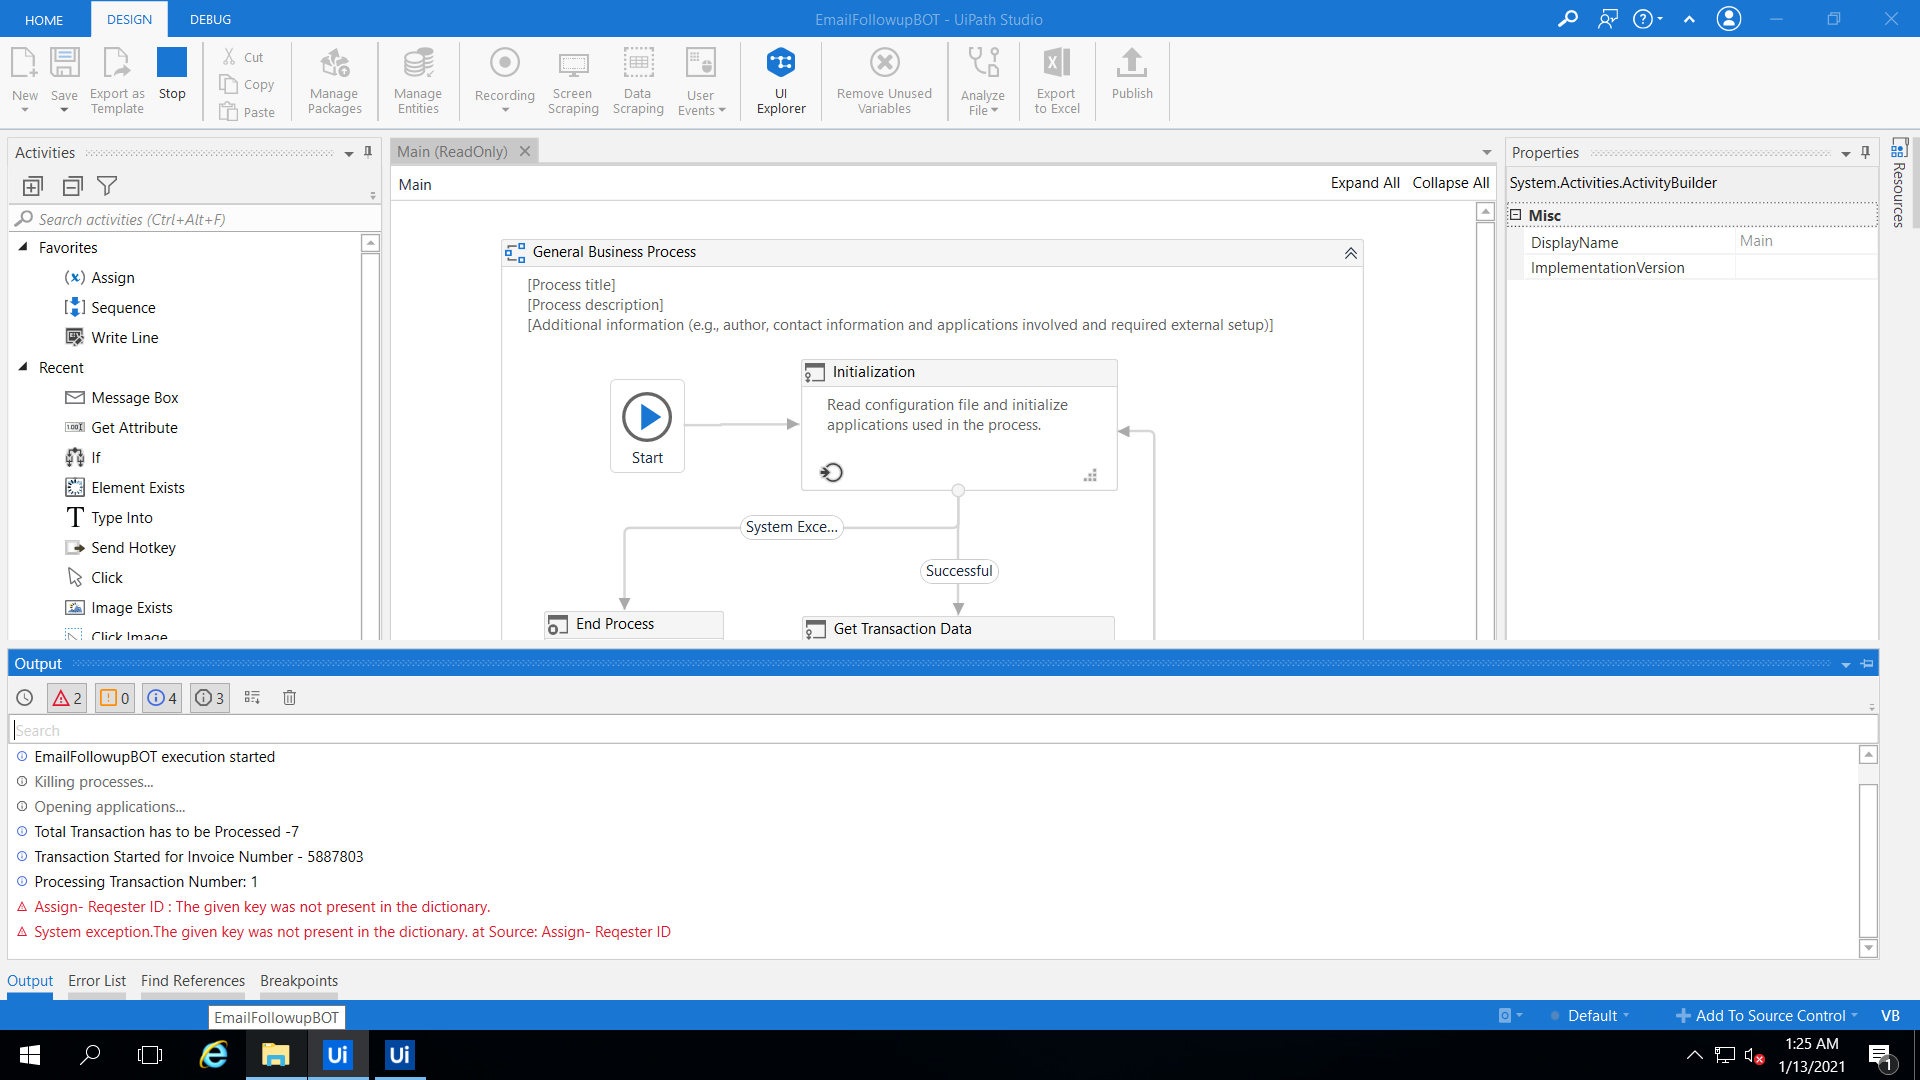 HOME DESIGN DEBUG EmailFollowupBOT - UiPath Studio
New Save Export as Template Stop Cut Copy Paste Manage Packages Manage Entities Recording Screen Scraping Data Scraping User Events UI Explorer Remove Unused Variables Analyze File Export to Excel Publish
Activities
Search activities (Ctrl+Alt+F)
Favorites
Assign
Sequence
Write Line
Recent
Message Box
Get Attribute
If
Element Exists
Type Into
Send Hotkey
Click
Image Exists
Click Image
Main (ReadOnly)
Main Expand All Collapse All
General Business Process
[Process title]
[Process description]
[Additional information (e.g., author, contact information and applications involved and required external setup)]
Start
Initialization
Read configuration file and initialize
applications used in the process.
System Exce...
Successful
End Process
Get Transaction Data
Properties
System.Activities.ActivityBuilder
Misc
DisplayName Main
ImplementationVersion
Resources
Output
2 0 4 3
Search
EmailFollowupBOT execution started
Killing processes...
Opening applications...
Total Transaction has to be Processed -7
Transaction Started for Invoice Number - 5887803
Processing Transaction Number: 1
Assign- Reqester ID : The given key was not present in the dictionary.
System exception.The given key was not present in the dictionary. at Source: Assign- Reqester ID
Output Error List Find References Breakpoints
EmailFollowupBOT
Default Add To Source Control VB
Ui Ui
1:25 AM
1/13/2021
1